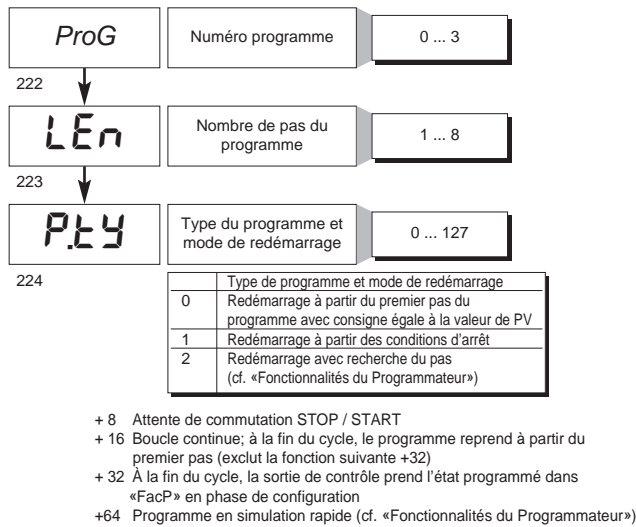 ProG
Numéro programme
0 ... 3
222
LEn
Nombre de pas du
programme
1 ... 8
223
P.tY
Type du programme et
mode de redémarrage
0 ... 127
224
Type de programme et mode de redémarrage
0 Redémarrage à partir du premier pas du
programme avec consigne égale à la valeur de PV
1 Redémarrage à partir des conditions d'arrêt
2 Redémarrage avec recherche du pas
(cf. «Fonctionnalités du Programmateur»)
+ 8 Attente de commutation STOP / START
+ 16 Boucle continue; à la fin du cycle, le programme reprend à partir du
premier pas (exclut la fonction suivante +32)
+ 32 À la fin du cycle, la sortie de contrôle prend l'état programmé dans
«FacP» en phase de configuration
+64 Programme en simulation rapide (cf. «Fonctionnalités du Programmateur»)